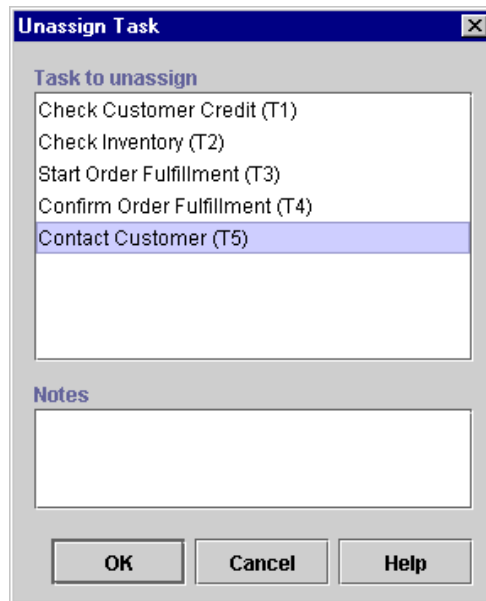 Unassign Task
Task to unassign
Check Customer Credit (T1)
Check Inventory (T2)
Start Order Fulfillment (T3)
Confirm Order Fulfillment (T4)
Contact Customer (T5)
Notes
OK Cancel Help